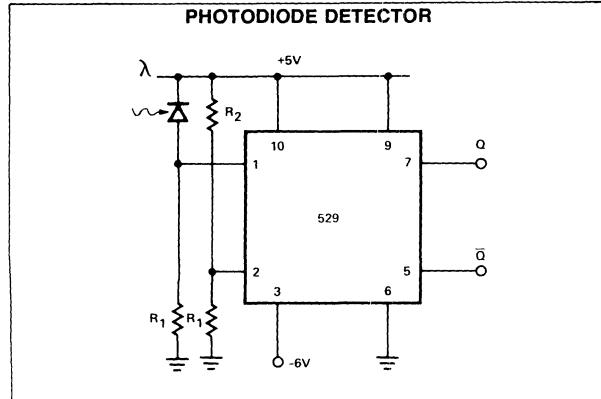 PHOTODIODE DETECTOR
λ
+5V
R2
10
9
1
7
Q
529
2
5
Q̅
3
6
R1
R1
-6V